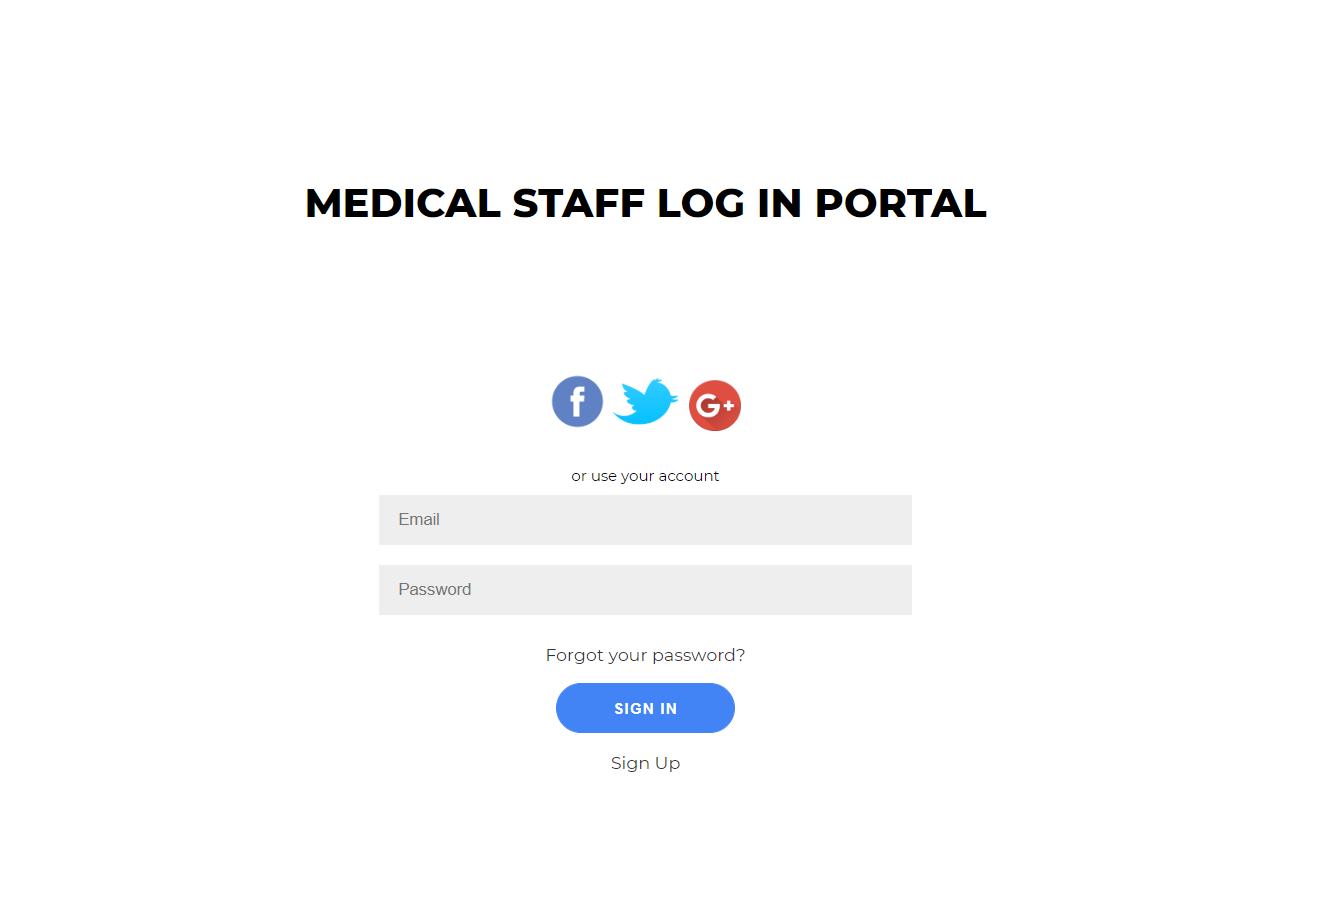 MEDICAL STAFF LOG IN PORTAL
f G+
or use your account
Email
Password
Forgot your password?
SIGN IN
Sign Up